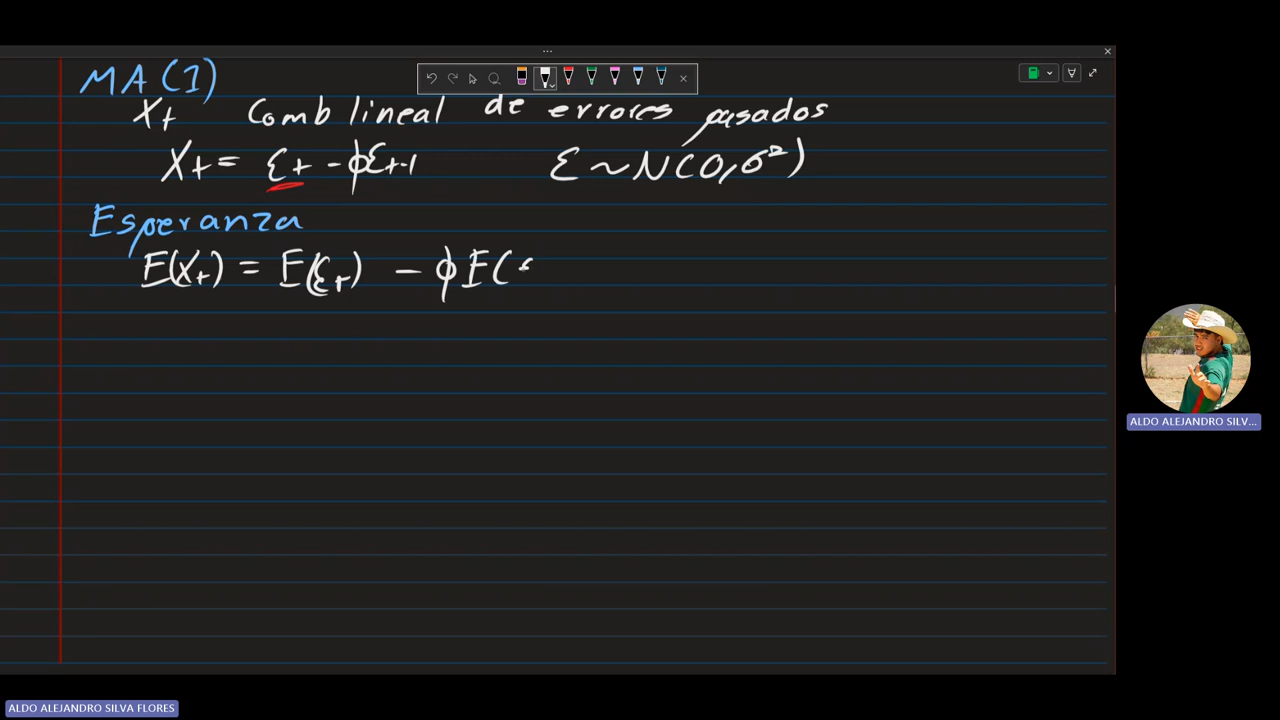 MA(1)
Xt Comb lineal de errores pasados
Xt = εt - ϕεt-1 ε ~ N(0, σ²)
Esperanza
E(Xt) = E(εt) - ϕE(ε
ALDO ALEJANDRO SILV...
ALDO ALEJANDRO SILVA FLORES